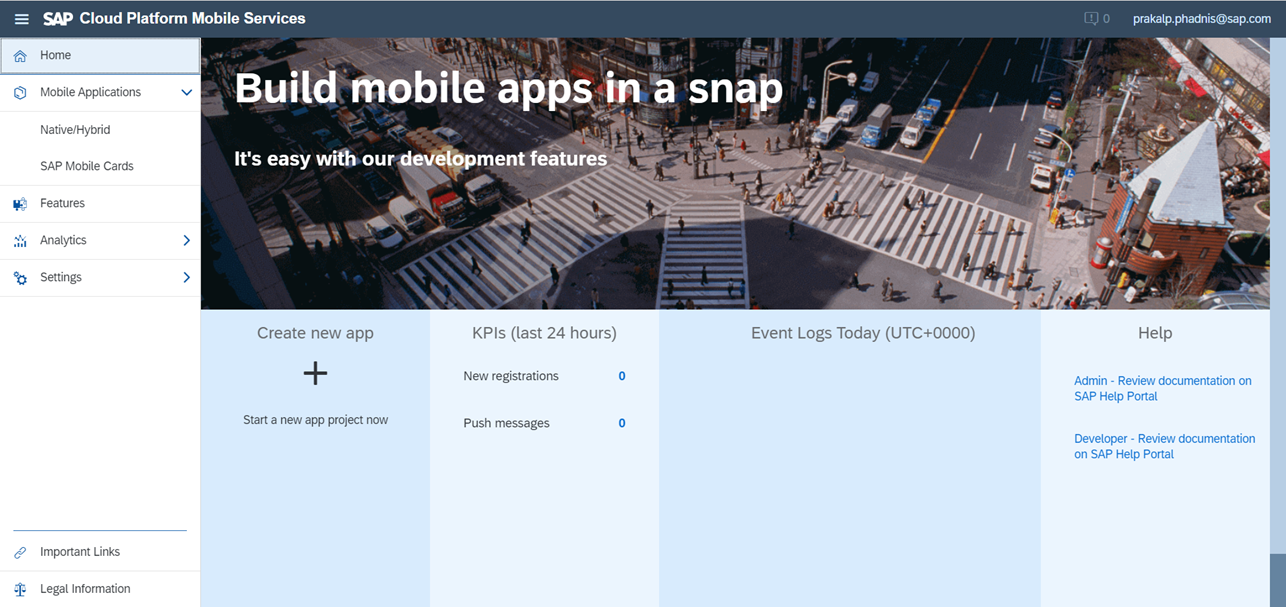 SAP Cloud Platform Mobile Services
0
prakalp.phadnis@sap.com
Home
Mobile Applications
Native/Hybrid
SAP Mobile Cards
Features
Analytics
Settings
Important Links
Legal Information
Build mobile apps in a snap
It's easy with our development features
Create new app
Start a new app project now
KPIs (last 24 hours)
New registrations 0
Push messages 0
Event Logs Today (UTC+0000)
Help
Admin - Review documentation on
SAP Help Portal
Developer - Review documentation
on SAP Help Portal